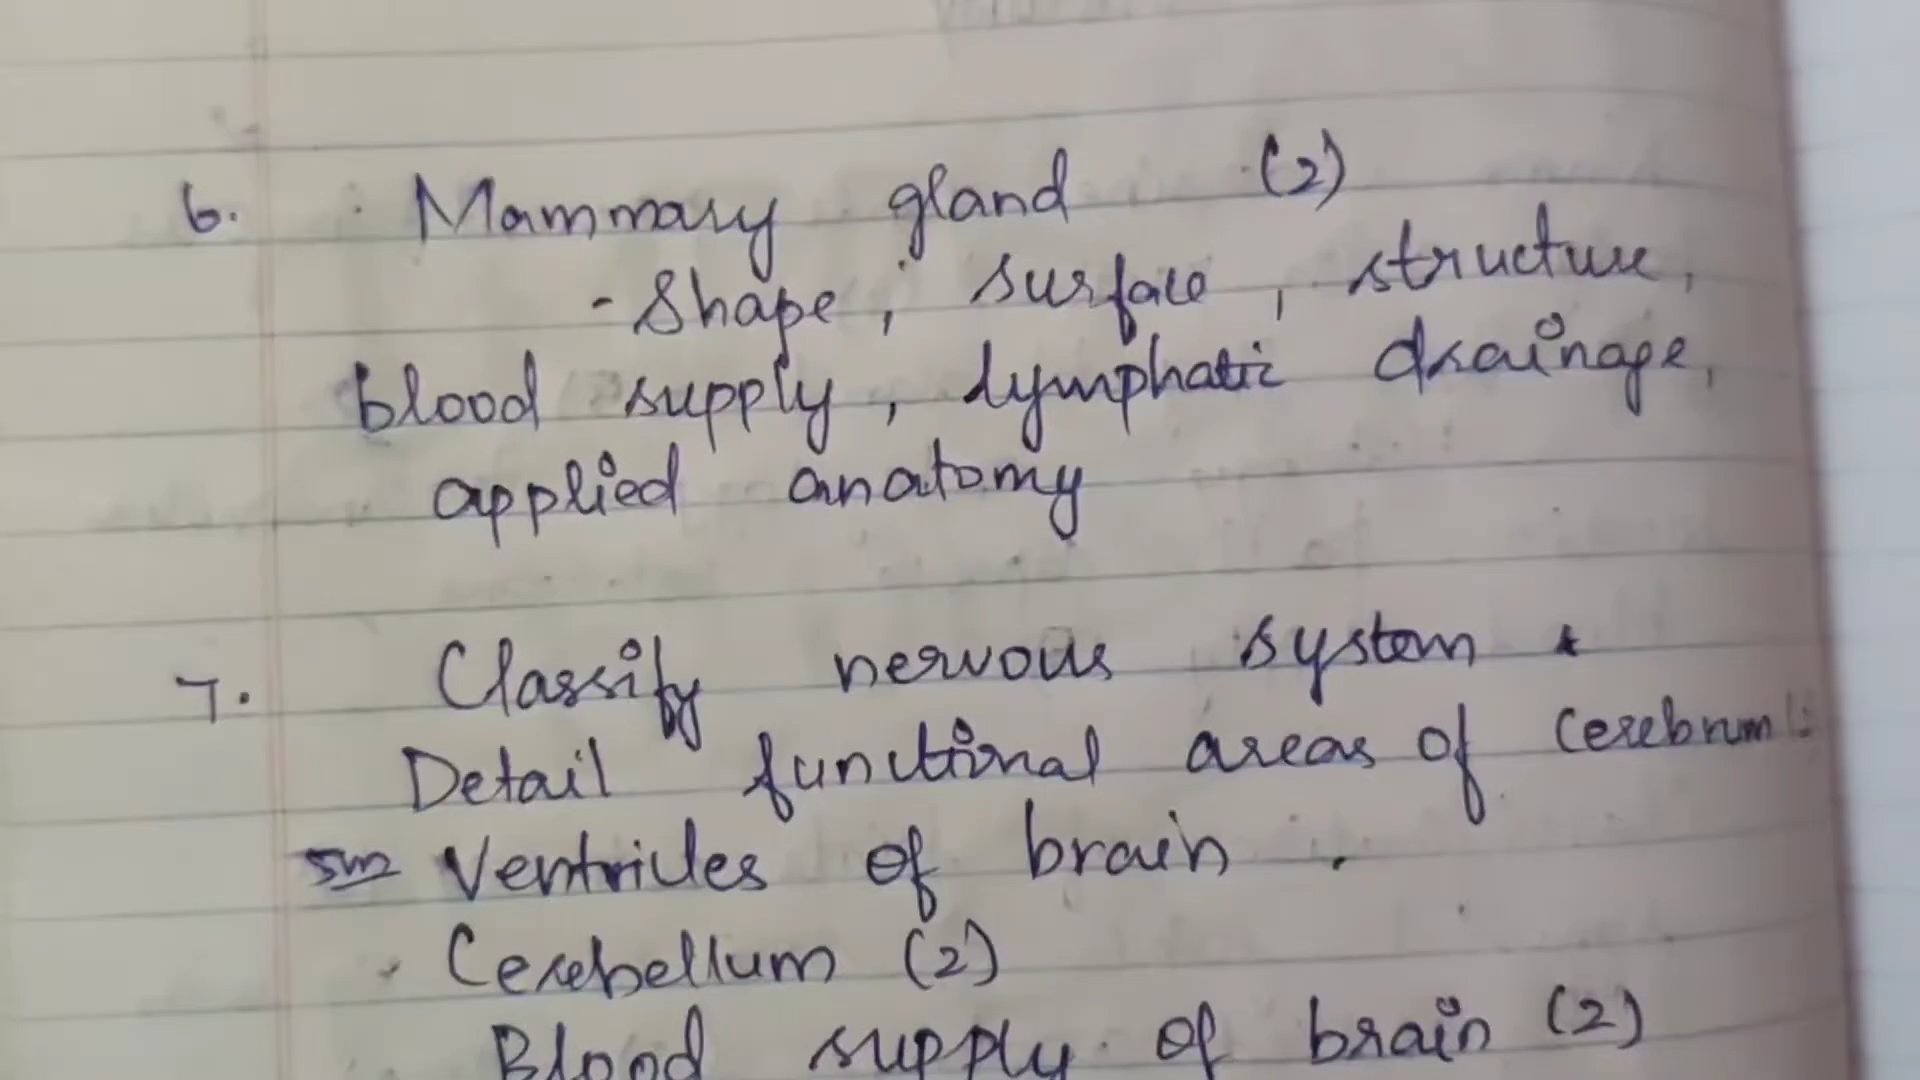 6. Mammary gland (2)
- Shape, surface, structure,
blood supply, lymphatic drainage,
applied anatomy
7. Classify nervous system *
Detail functional areas of cerebrum
5m Ventricles of brain.
Cerebellum (2)
Blood supply of brain (2)